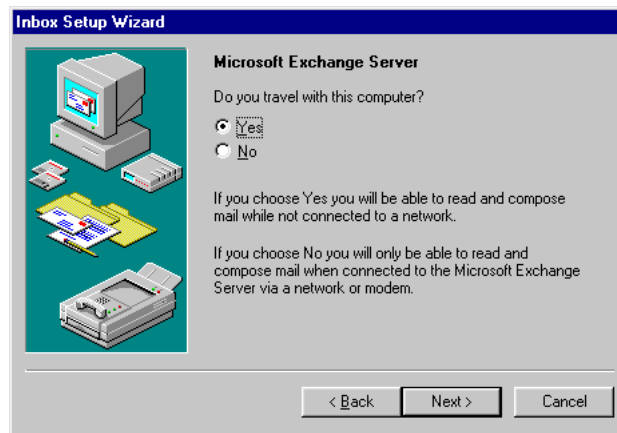 Inbox Setup Wizard
Microsoft Exchange Server
Do you travel with this computer?
Yes
No
If you choose Yes you will be able to read and compose
mail while not connected to a network.
If you choose No you will only be able to read and
compose mail when connected to the Microsoft Exchange
Server via a network or modem.
< Back
Next >
Cancel